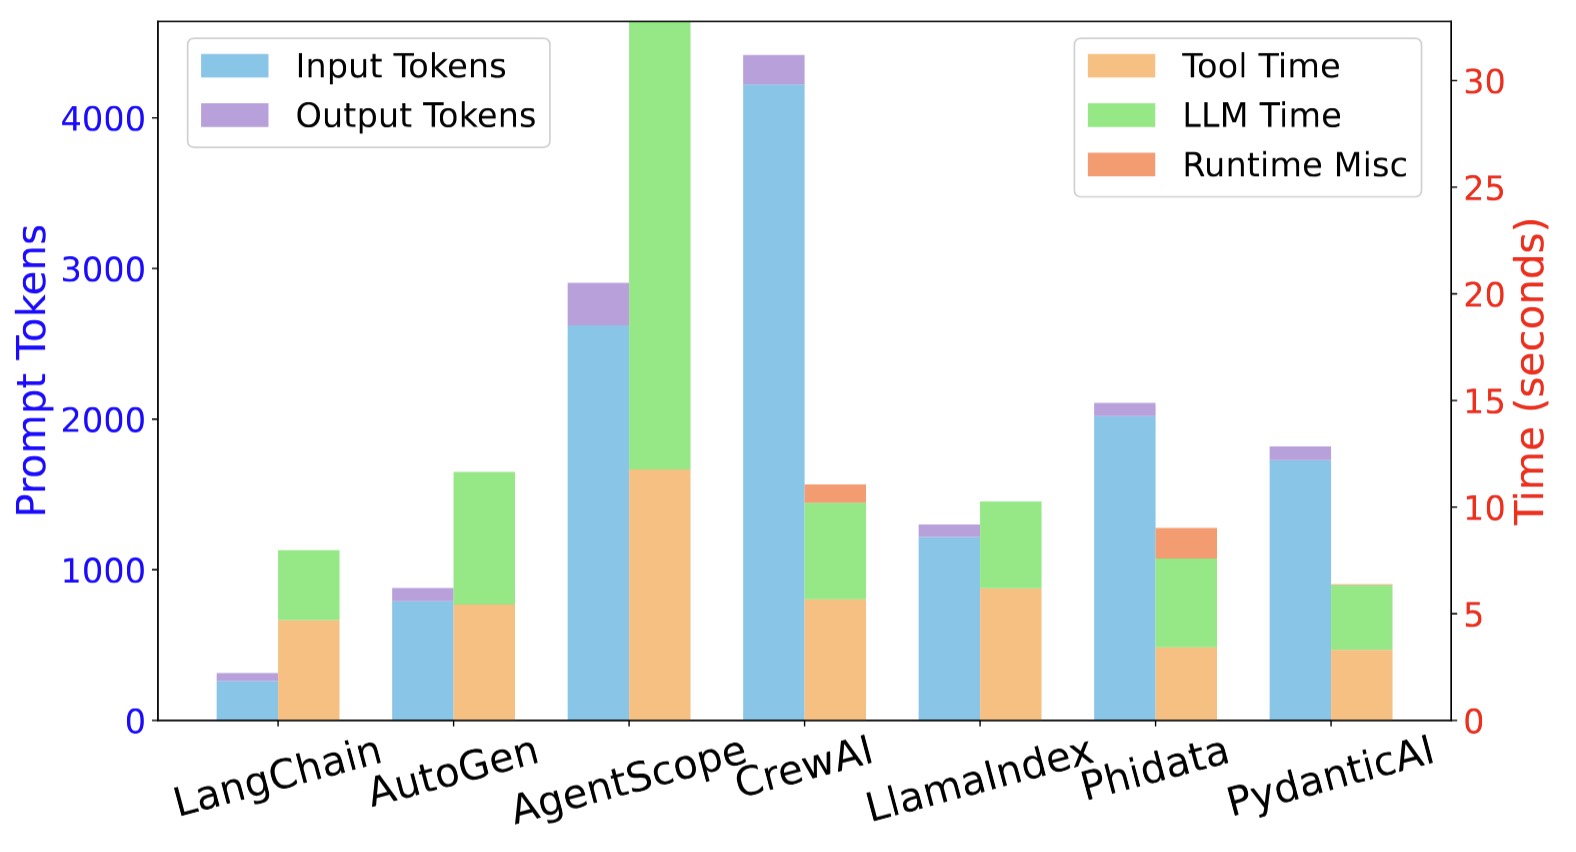 Input Tokens
Output Tokens
Tool Time
LLM Time
Runtime Misc
Prompt Tokens
4000
3000
2000
1000
0
Time (seconds)
30
25
20
15
10
5
0
LangChain
AutoGen
AgentScope
CrewAI
LlamaIndex
Phidata
PydanticAI